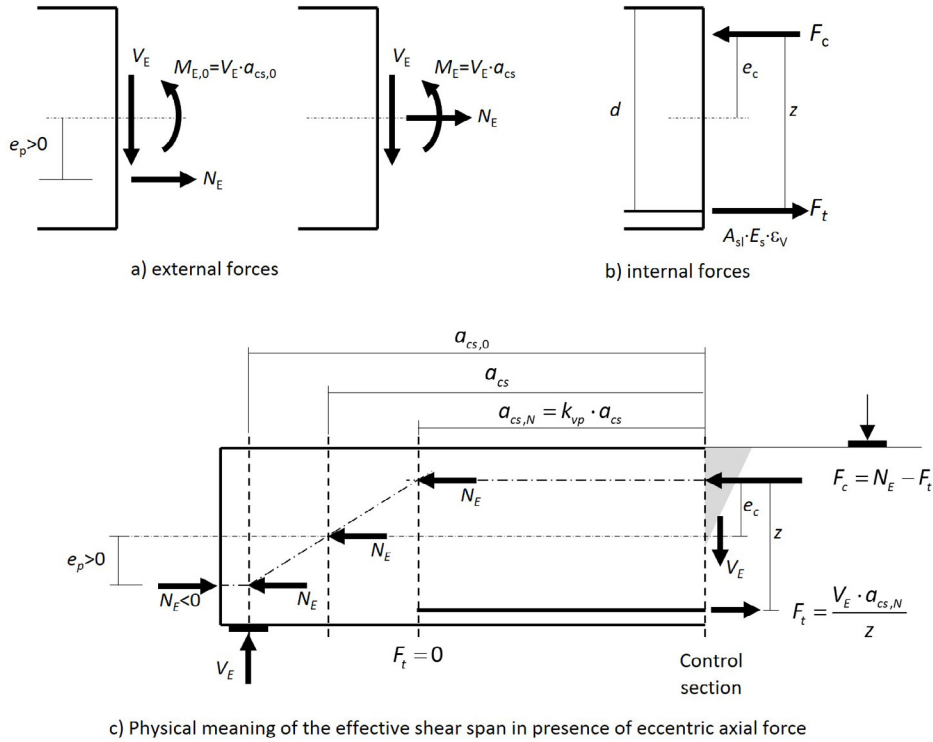 V_E
M_E,0=V_E·a_cs,0
e_p>0
N_E
V_E
M_E=V_E·a_cs
N_E
a) external forces
F_c
e_c
d
z
F_t
A_sl·E_s·ε_V
b) internal forces
a_cs,0
a_cs
a_cs,N = k_vp · a_cs
N_E
F_c = N_E − F_t
e_c
z
N_E
V_E
e_p>0
N_E<0
N_E
F_t = V_E · a_cs,N / z
V_E
F_t = 0
Control
section
c) Physical meaning of the effective shear span in presence of eccentric axial force